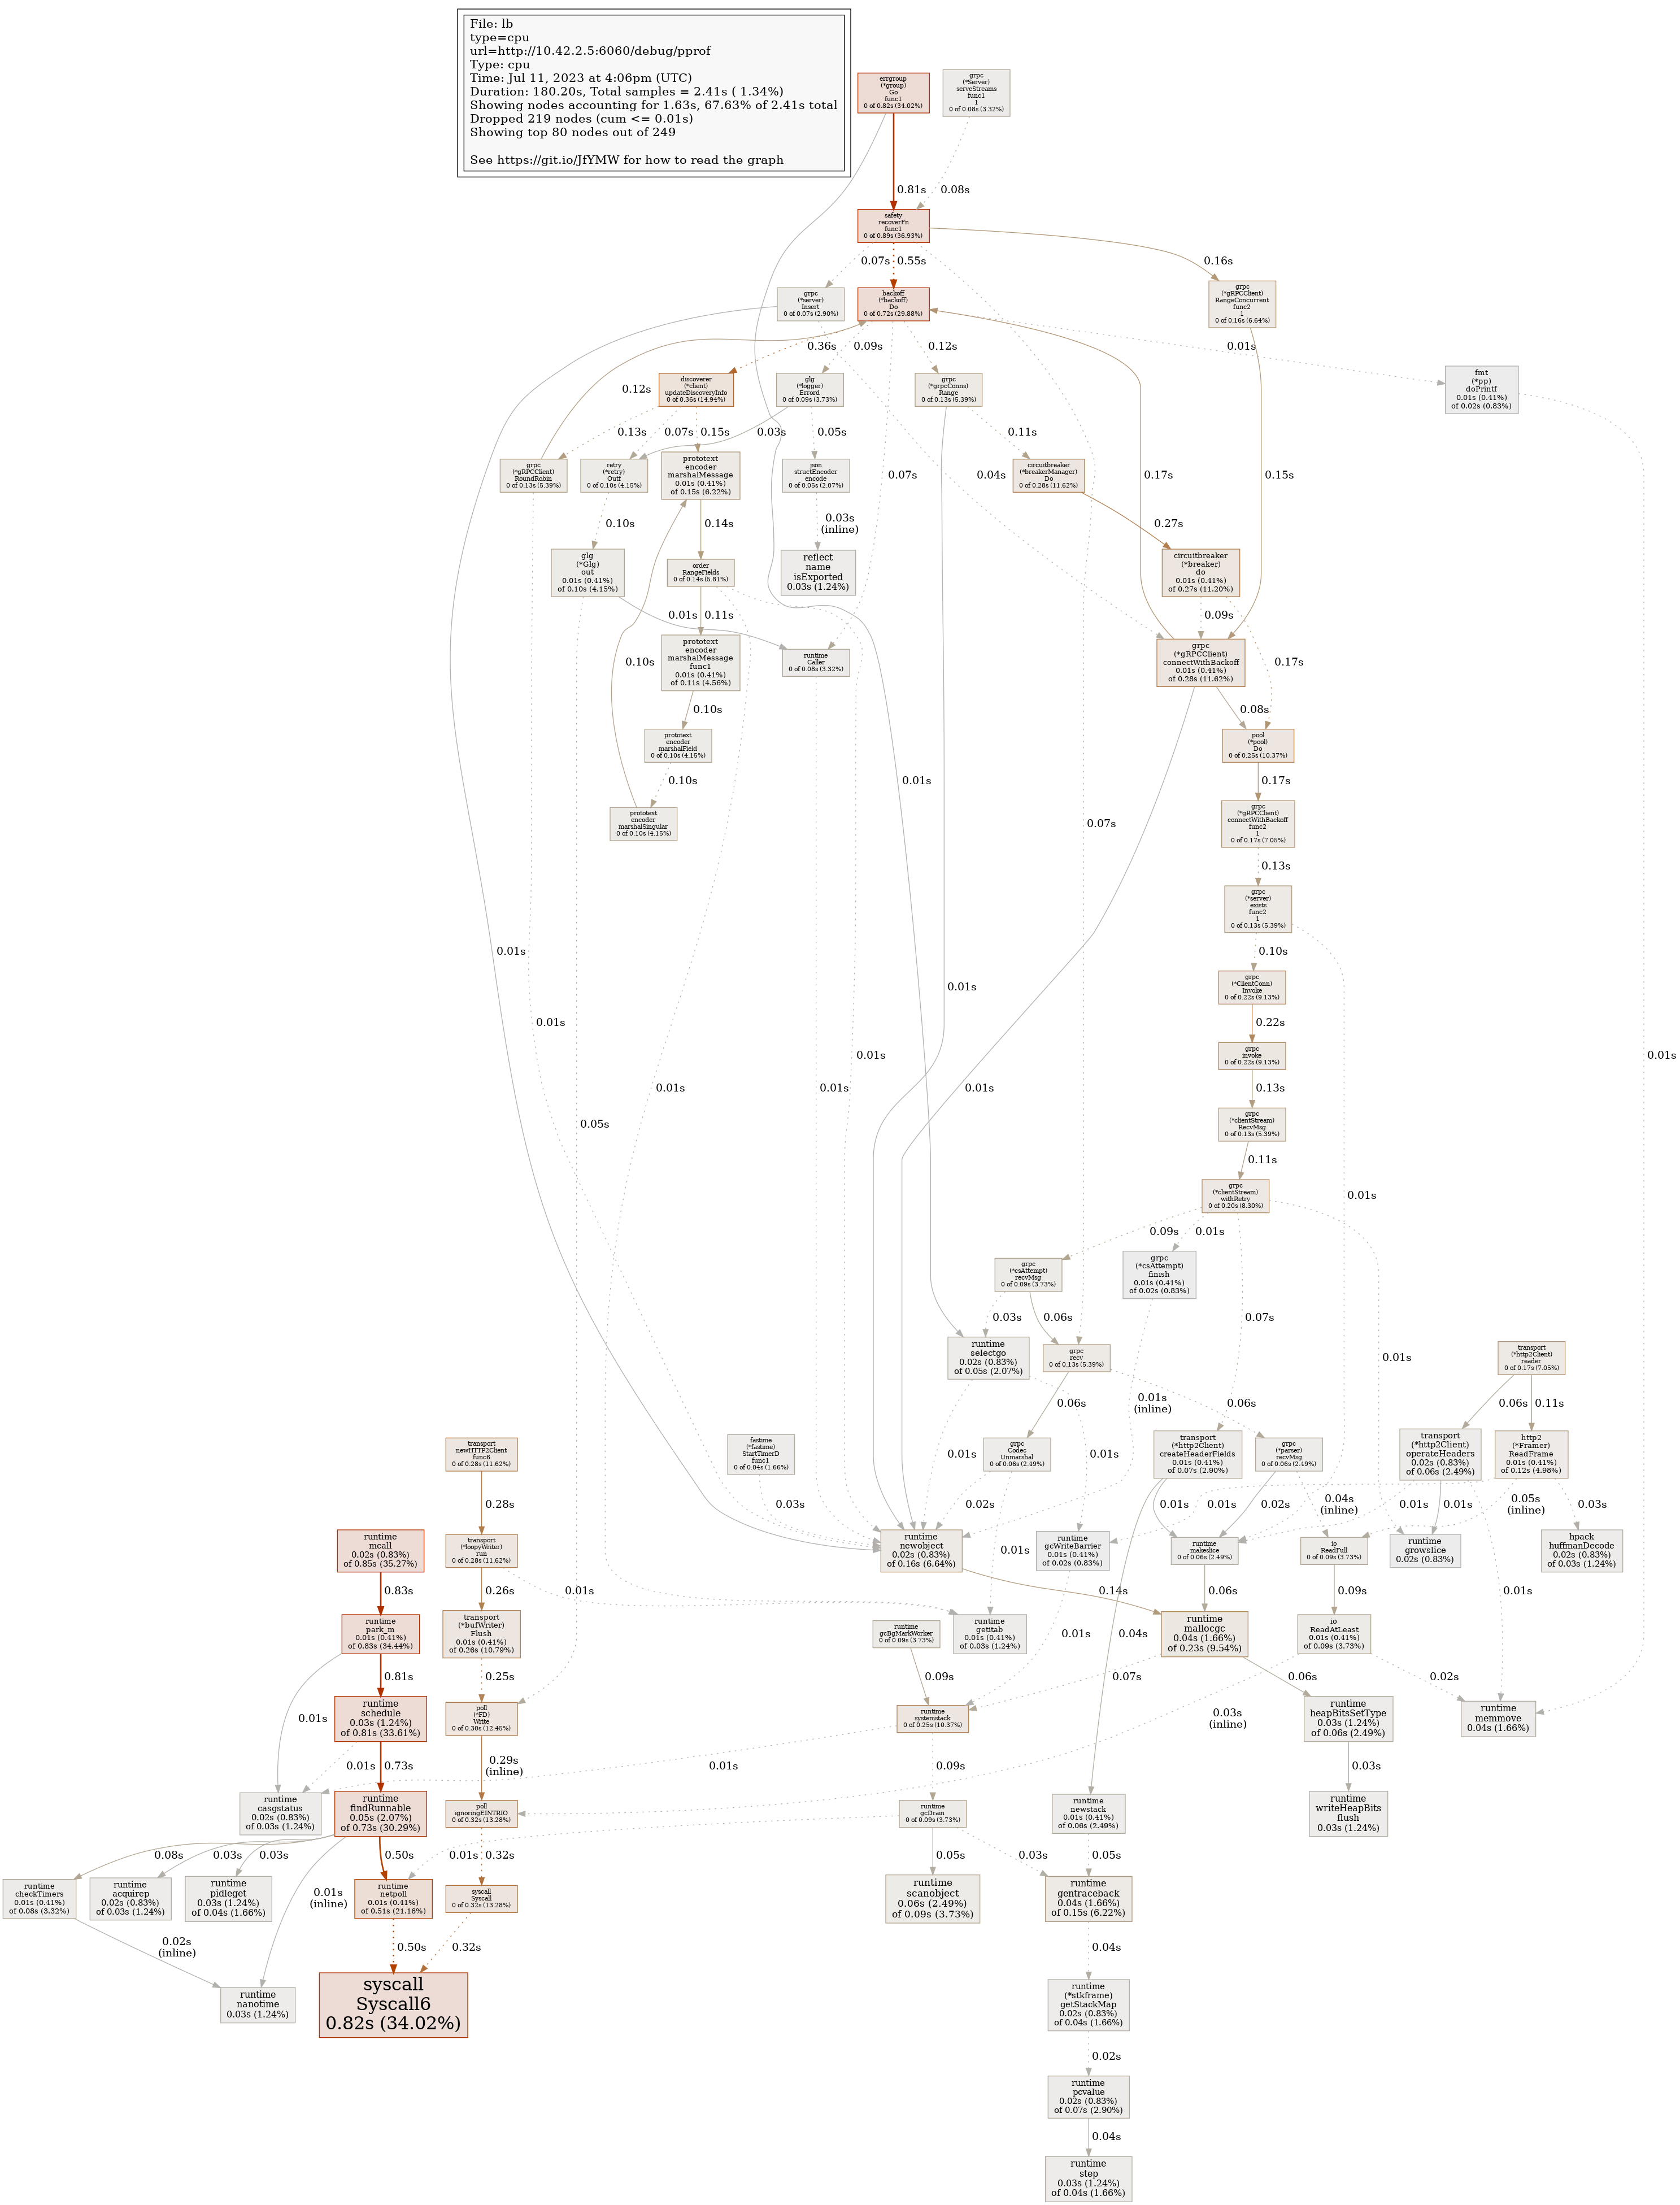 File: lb
type=cpu
url=http://10.42.2.5:6060/debug/pprof
Type: cpu
Time: Jul 11, 2023 at 4:06pm (UTC)
Duration: 180.20s, Total samples = 2.41s ( 1.34%)
Showing nodes accounting for 1.63s, 67.63% of 2.41s total
Dropped 219 nodes (cum <= 0.01s)
Showing top 80 nodes out of 249
See https://git.io/JfYMW for how to read the graph
errgroup
(*group)
Go
func1
0 of 0.82s (34.02%)
grpc
(*Server)
serveStreams
func1
1
0 of 0.08s (3.32%)
0.81s
0.08s
safety
recoverFn
func1
0 of 0.89s (36.93%)
0.07s
0.55s
0.16s
grpc
(*server)
Insert
0 of 0.07s (2.90%)
backoff
(*backoff)
Do
0 of 0.72s (29.88%)
grpc
(*gRPCClient)
RangeConcurrent
func2
1
0 of 0.16s (6.64%)
0.36s
0.09s
0.12s
0.01s
discoverer
(*client)
updateDiscoveryInfo
0 of 0.36s (14.94%)
glg
(*logger)
Errord
0 of 0.09s (3.73%)
grpc
(*grpcConns)
Range
0 of 0.13s (5.39%)
fmt
(*pp)
doPrintf
0.01s (0.41%)
of 0.02s (0.83%)
0.12s
0.13s
0.07s
0.15s
0.03s
0.05s
0.11s
grpc
(*gRPCClient)
RoundRobin
0 of 0.13s (5.39%)
retry
(*retry)
Outf
0 of 0.10s (4.15%)
prototext
encoder
marshalMessage
0.01s (0.41%)
of 0.15s (6.22%)
json
structEncoder
encode
0 of 0.05s (2.07%)
0.07s
0.04s
circuitbreaker
(*breakerManager)
Do
0 of 0.28s (11.62%)
0.17s
0.15s
0.10s
0.14s
0.03s
(inline)
0.27s
glg
(*Glg)
out
0.01s (0.41%)
of 0.10s (4.15%)
order
RangeFields
0 of 0.14s (5.81%)
reflect
name
isExported
0.03s (1.24%)
circuitbreaker
(*breaker)
do
0.01s (0.41%)
of 0.27s (11.20%)
0.01s
0.11s
0.09s
0.17s
0.10s
prototext
encoder
marshalMessage
func1
0.01s (0.41%)
of 0.11s (4.56%)
runtime
Caller
0 of 0.08s (3.32%)
grpc
(*gRPCClient)
connectWithBackoff
0.01s (0.41%)
of 0.28s (11.62%)
0.10s
0.08s
prototext
encoder
marshalField
0 of 0.10s (4.15%)
pool
(*pool)
Do
0 of 0.25s (10.37%)
0.10s
0.01s
0.17s
prototext
encoder
marshalSingular
0 of 0.10s (4.15%)
0.07s
grpc
(*gRPCClient)
connectWithBackoff
func2
1
0 of 0.17s (7.05%)
0.13s
grpc
(*server)
exists
func2
1
0 of 0.13s (5.39%)
0.01s
0.10s
0.01s
grpc
(*ClientConn)
Invoke
0 of 0.22s (9.13%)
0.01s
0.22s
0.01s
0.01s
grpc
invoke
0 of 0.22s (9.13%)
0.01s
0.01s
0.01s
0.13s
0.05s
grpc
(*clientStream)
RecvMsg
0 of 0.13s (5.39%)
0.11s
grpc
(*clientStream)
withRetry
0 of 0.20s (8.30%)
0.01s
0.09s
0.01s
grpc
(*csAttempt)
recvMsg
0 of 0.09s (3.73%)
grpc
(*csAttempt)
finish
0.01s (0.41%)
of 0.02s (0.83%)
0.03s
0.06s
0.07s
runtime
selectgo
0.02s (0.83%)
of 0.05s (2.07%)
grpc
recv
0 of 0.13s (5.39%)
0.01s
transport
(*http2Client)
reader
0 of 0.17s (7.05%)
0.06s
0.01s
(inline)
0.06s
0.06s
0.11s
transport
newHTTP2Client
func6
0 of 0.28s (11.62%)
fastime
(*fastime)
StartTimerD
func1
0 of 0.04s (1.66%)
0.01s
grpc
Codec
Unmarshal
0 of 0.06s (2.49%)
0.01s
transport
(*http2Client)
createHeaderFields
0.01s (0.41%)
of 0.07s (2.90%)
grpc
(*parser)
recvMsg
0 of 0.06s (2.49%)
transport
(*http2Client)
operateHeaders
0.02s (0.83%)
of 0.06s (2.49%)
http2
(*Framer)
ReadFrame
0.01s (0.41%)
of 0.12s (4.98%)
0.28s
0.03s
0.02s
0.01s
0.01s
0.02s
0.04s
(inline)
0.01s
0.01s
0.05s
(inline)
0.03s
runtime
mcall
0.02s (0.83%)
of 0.85s (35.27%)
transport
(*loopyWriter)
run
0 of 0.28s (11.62%)
runtime
newobject
0.02s (0.83%)
of 0.16s (6.64%)
runtime
gcWriteBarrier
0.01s (0.41%)
of 0.02s (0.83%)
0.01s
runtime
makeslice
0 of 0.06s (2.49%)
io
ReadFull
0 of 0.09s (3.73%)
runtime
growslice
0.02s (0.83%)
hpack
huffmanDecode
0.02s (0.83%)
of 0.03s (1.24%)
0.83s
0.26s
0.01s
0.14s
0.06s
0.09s
0.01s
runtime
park_m
0.01s (0.41%)
of 0.83s (34.44%)
transport
(*bufWriter)
Flush
0.01s (0.41%)
of 0.26s (10.79%)
runtime
gcBgMarkWorker
0 of 0.09s (3.73%)
runtime
getitab
0.01s (0.41%)
of 0.03s (1.24%)
0.01s
0.04s
runtime
mallocgc
0.04s (1.66%)
of 0.23s (9.54%)
io
ReadAtLeast
0.01s (0.41%)
of 0.09s (3.73%)
0.81s
0.25s
0.09s
0.07s
0.06s
0.02s
0.01s
runtime
schedule
0.03s (1.24%)
of 0.81s (33.61%)
poll
(*FD)
Write
0 of 0.30s (12.45%)
runtime
systemstack
0 of 0.25s (10.37%)
0.03s
(inline)
runtime
heapBitsSetType
0.03s (1.24%)
of 0.06s (2.49%)
runtime
memmove
0.04s (1.66%)
0.01s
0.73s
0.29s
(inline)
0.01s
0.09s
0.03s
runtime
casgstatus
0.02s (0.83%)
of 0.03s (1.24%)
runtime
findRunnable
0.05s (2.07%)
of 0.73s (30.29%)
poll
ignoringEINTRIO
0 of 0.32s (13.28%)
runtime
gcDrain
0 of 0.09s (3.73%)
runtime
newstack
0.01s (0.41%)
of 0.06s (2.49%)
runtime
writeHeapBits
flush
0.03s (1.24%)
0.08s
0.03s
0.03s
0.50s
0.01s
0.32s
0.05s
0.03s
0.05s
runtime
checkTimers
0.01s (0.41%)
of 0.08s (3.32%)
runtime
acquirep
0.02s (0.83%)
of 0.03s (1.24%)
runtime
pidleget
0.03s (1.24%)
of 0.04s (1.66%)
0.01s
(inline)
runtime
netpoll
0.01s (0.41%)
of 0.51s (21.16%)
syscall
Syscall
0 of 0.32s (13.28%)
runtime
scanobject
0.06s (2.49%)
of 0.09s (3.73%)
runtime
gentraceback
0.04s (1.66%)
of 0.15s (6.22%)
0.02s
(inline)
0.50s
0.32s
0.04s
runtime
nanotime
0.03s (1.24%)
syscall
Syscall6
0.82s (34.02%)
runtime
(*stkframe)
getStackMap
0.02s (0.83%)
of 0.04s (1.66%)
0.02s
runtime
pcvalue
0.02s (0.83%)
of 0.07s (2.90%)
0.04s
runtime
step
0.03s (1.24%)
of 0.04s (1.66%)